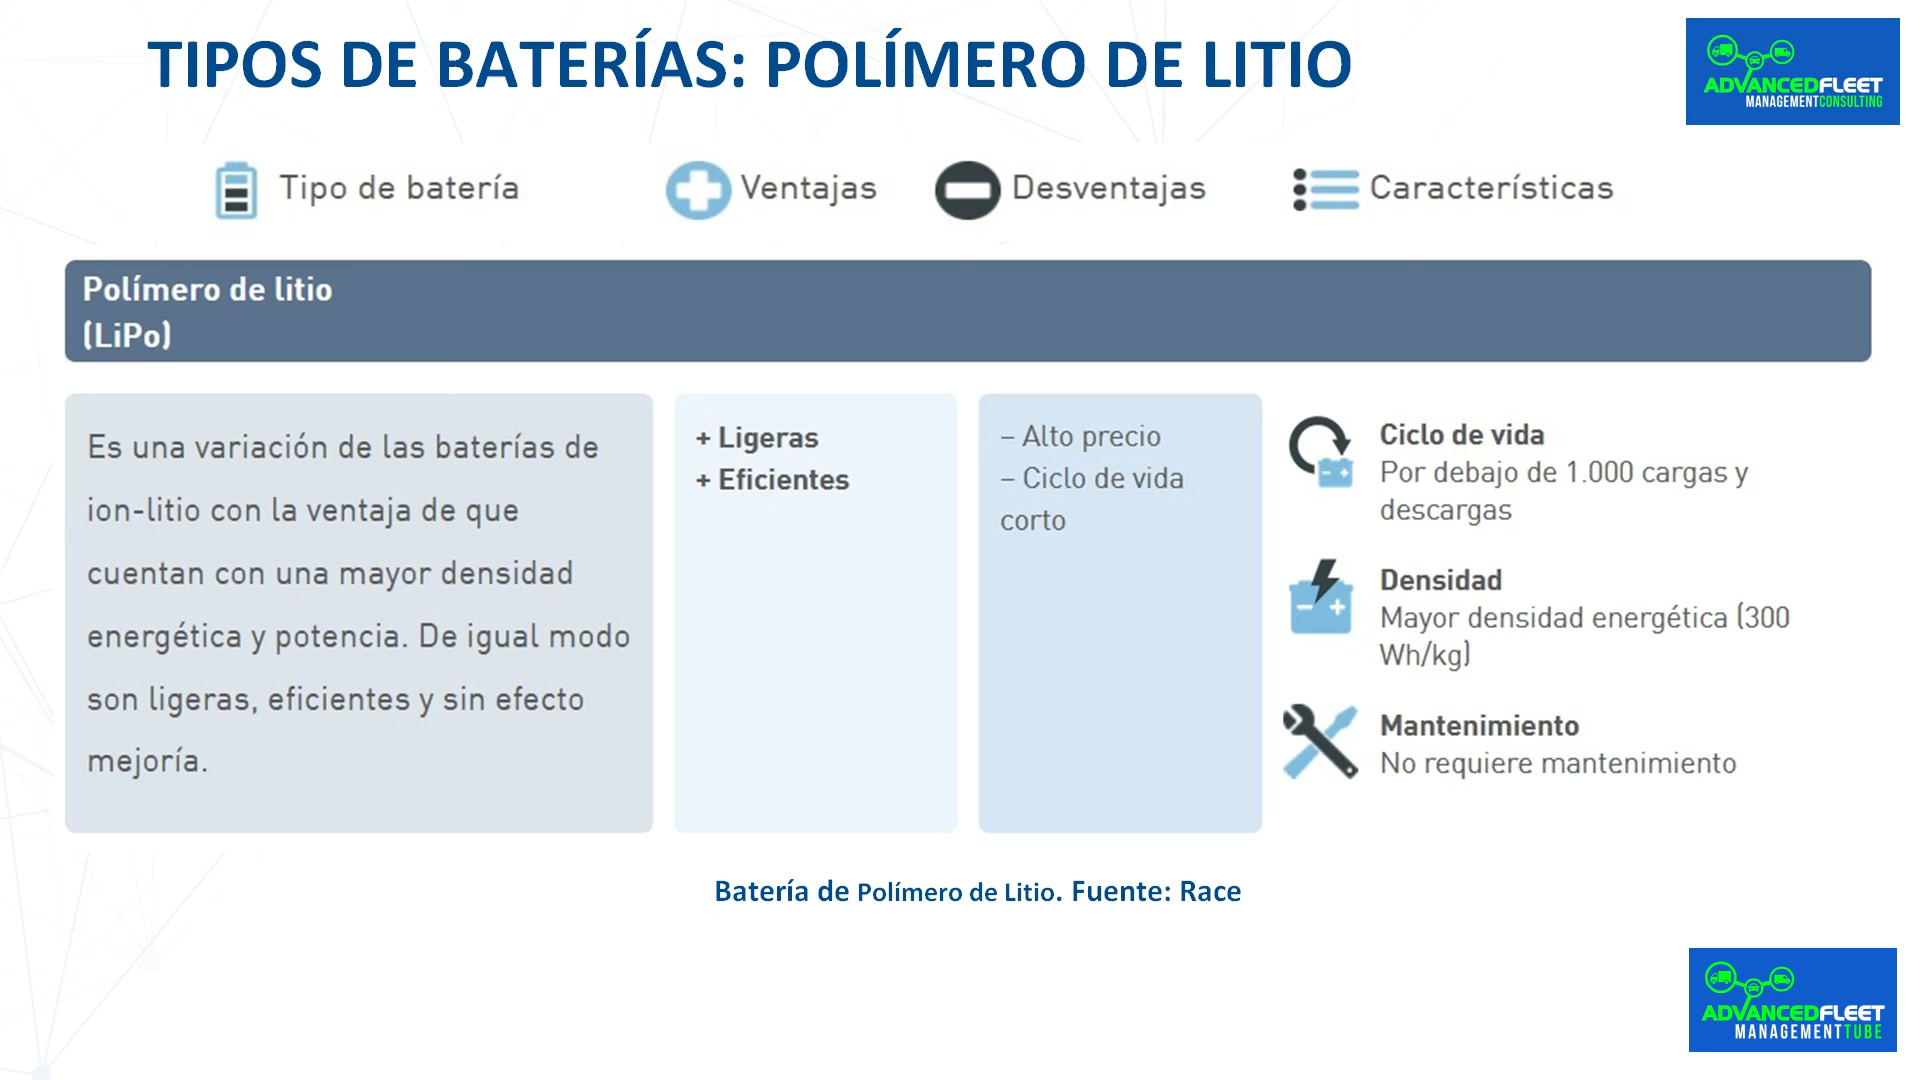 TIPOS DE BATERÍAS: POLÍMERO DE LITIO
ADVANCEDFLEET
MANAGEMENTCONSULTING
Tipo de batería
Ventajas
Desventajas
Características
Polímero de litio
(LiPo)
Es una variación de las baterías de
ion-litio con la ventaja de que
cuentan con una mayor densidad
energética y potencia. De igual modo
son ligeras, eficientes y sin efecto
mejoría.
+ Ligeras
+ Eficientes
– Alto precio
– Ciclo de vida
corto
Ciclo de vida
Por debajo de 1.000 cargas y
descargas
Densidad
Mayor densidad energética (300
Wh/kg)
Mantenimiento
No requiere mantenimiento
Batería de Polímero de Litio. Fuente: Race
ADVANCEDFLEET
MANAGEMENTTUBE